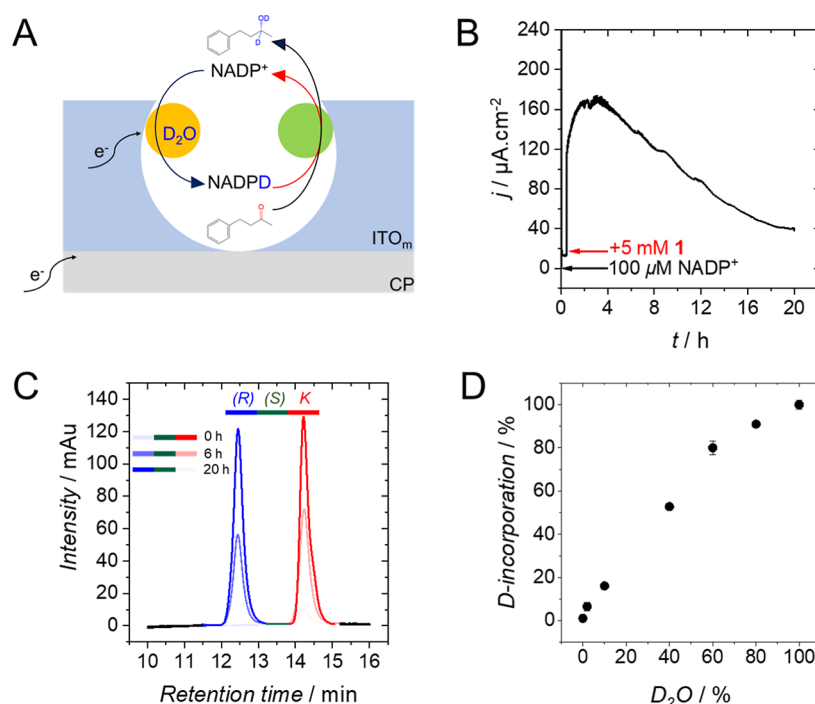 A
OD
D
NADP⁺
D₂O
e⁻
NADPD
O
ITOₘ
e⁻
CP
B
j / µA.cm⁻²
240
200
160
120
80
40
0
+5 mM 1
100 µM NADP⁺
0 4 8 12 16 20
t / h
C
Intensity / mAu
140
120
100
80
60
40
20
0
(R) (S) K
0 h
6 h
20 h
10 11 12 13 14 15 16
Retention time / min
D
D-incorporation / %
100
80
60
40
20
0
0 20 40 60 80 100
D₂O / %